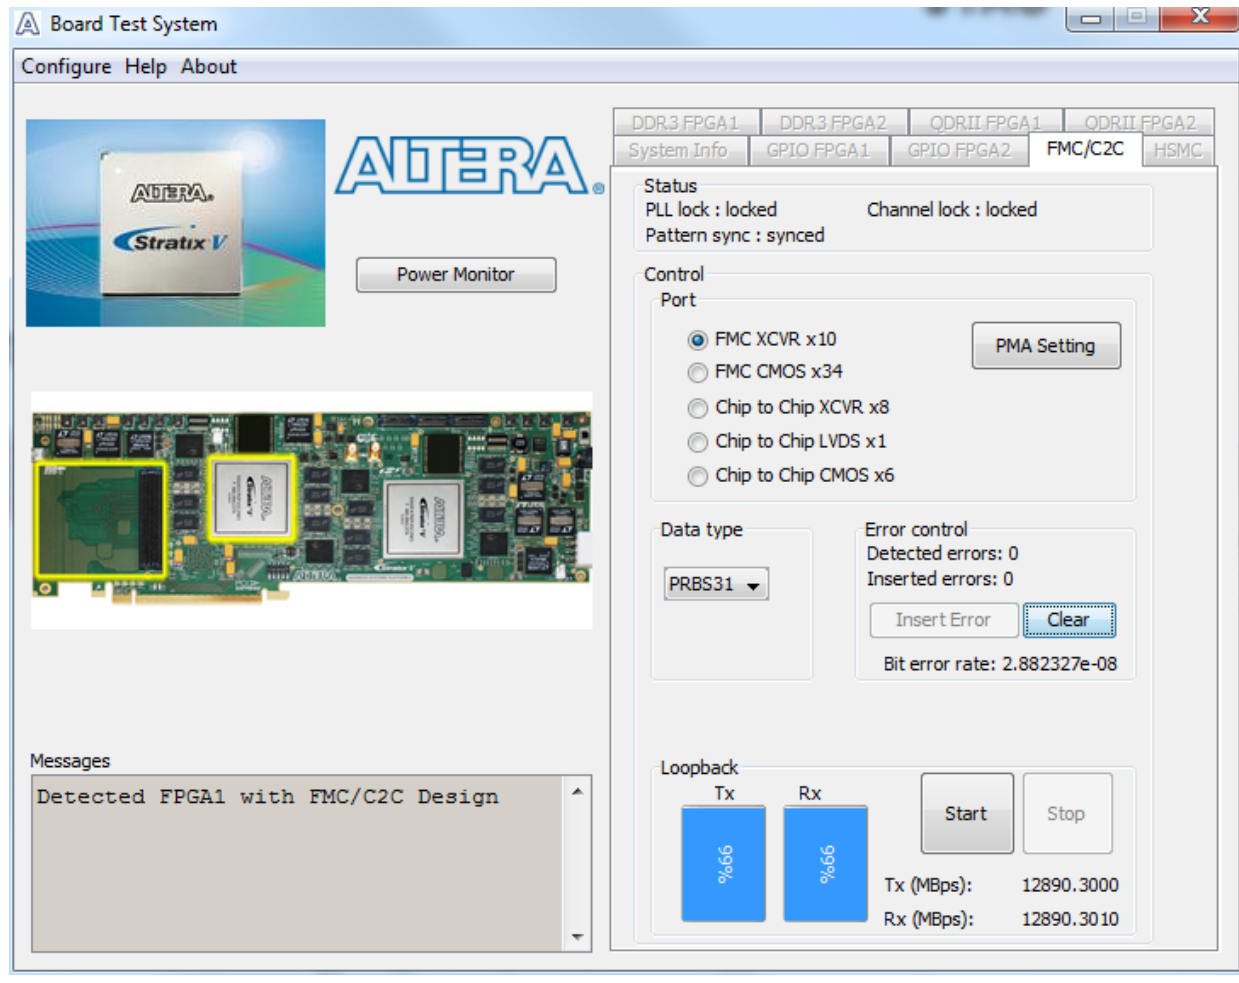 ALTERA Board Test System
Configure Help About
ALTERA®
Stratix V
ALTERA®
Power Monitor
DDR3 FPGA1 DDR3 FPGA2 QDRII FPGA1 QDRII FPGA2
System Info GPIO FPGA1 GPIO FPGA2 FMC/C2C HSMC
Status
PLL lock : locked Channel lock : locked
Pattern sync : synced
Control
Port
FMC XCVR x10
PMA Setting
FMC CMOS x34
Chip to Chip XCVR x8
Chip to Chip LVDS x1
Chip to Chip CMOS x6
Data type
PRBS31
Error control
Detected errors: 0
Inserted errors: 0
Insert Error Clear
Bit error rate: 2.882327e-08
ALTERA®
Stratix V
ALTERA®
Stratix V
Messages
Detected FPGA1 with FMC/C2C Design
Loopback
Tx Rx
99% 99%
Start Stop
Tx (MBps): 12890.3000
Rx (MBps): 12890.3010